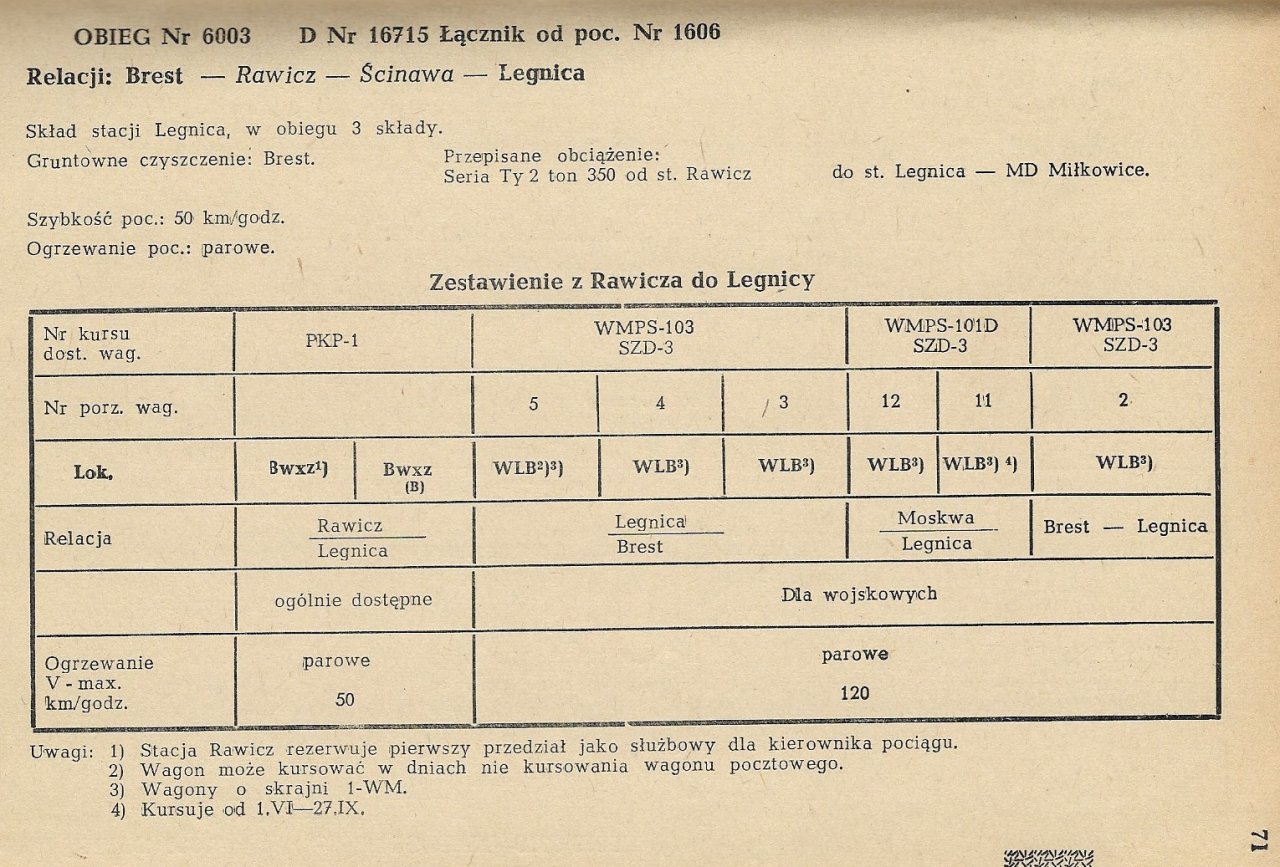 OBIEG Nr 6003 D Nr 16715 Łącznik od poc. Nr 1606
Relacji: Brest — Rawicz — Ścinawa — Legnica
Skład stacji Legnica, w obiegu 3 składy.
Gruntowne czyszczenie: Brest.
Przepisane obciążenie:
Seria Ty 2 ton 350 od st. Rawicz do st. Legnica — MD Miłkowice.
Szybkość poc.: 50 km/godz.
Ogrzewanie poc.: parowe.
Zestawienie z Rawicza do Legnicy
Nr kursu
dost. wag.
PKP-1
WMPS-103
SZD-3
WMPS-101D
SZD-3
WMPS-103
SZD-3
Nr porz. wag. 5 4 3 12 11 2
Lok. Bwxz¹) Bwxz WLB²)³) WLB³) WLB³) WLB³) WLB³) ⁴) WLB³)
(B)
Relacja
Rawicz
Legnica
Legnica
Brest
Moskwa
Legnica
Brest — Legnica
ogólnie dostępne Dla wojskowych
Ogrzewanie
V - max.
km/godz.
parowe
50
parowe
120
Uwagi: 1) Stacja Rawicz rezerwuje pierwszy przedział jako służbowy dla kierownika pociągu.
2) Wagon może kursować w dniach nie kursowania wagonu pocztowego.
3) Wagony o skrajni 1-WM.
4) Kursuje od 1.VI—27.IX.
71